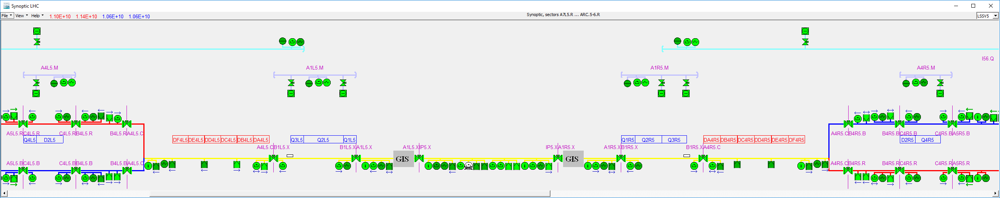 Synoptic LHC
File View Help 1.10E+10 1.14E+10 1.06E+10 1.06E+10 Synoptic, sectors A7L5.R ... ARC.5-6.R LSSV5
I56.Q
A4L5.M A1L5.M A1R5.M A4R5.M
A5L5.RC4L5.R C4L5.RB4L5.R B4L5.RA4L5.C A4R5.CB4R5.B B4R5.BC4R5.B C4R5.BA5R5.B
Q4L5 D2L5 DF4L5 DE4L5 DD4L5 DC4L5 DB4L5 DA4L5 Q3L5 Q2L5 Q1L5 Q1R5 Q2R5 Q3R5 DA4R5 DB4R5 DC4R5 DD4R5 DE4R5 DF4R5 D2R5 Q4R5
A4L5.CB1L5.X B1L5.XA1L5.X A1L5.XIP5.X IP5.XA1R5.X A1R5.XB1R5.X B1R5.XA4R5.C
GIS GIS
A5L5.BC4L5.B C4L5.BB4L5.B B4L5.BA4L5.C A4R5.CB4R5.R B4R5.RC4R5.R C4R5.RA5R5.R